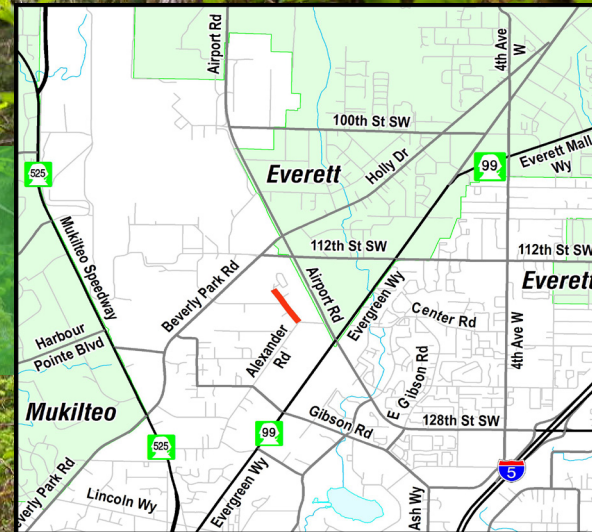 Airport Rd
4th Ave
W
100th St SW
Everett Mall
Wy
99
525
Everett
Holly Dr
Mukilteo Speedway
112th St SW
112th St SW
Beverly Park Rd
Airport Rd
Evergreen Wy
Everett
Center Rd
4th Ave W
Harbour
Pointe Blvd
Alexander
Rd
E Gibson Rd
Mukilteo
Gibson Rd
128th St SW
99
525
5
Beverly Park Rd
Lincoln Wy
Evergreen Wy
Ash Wy